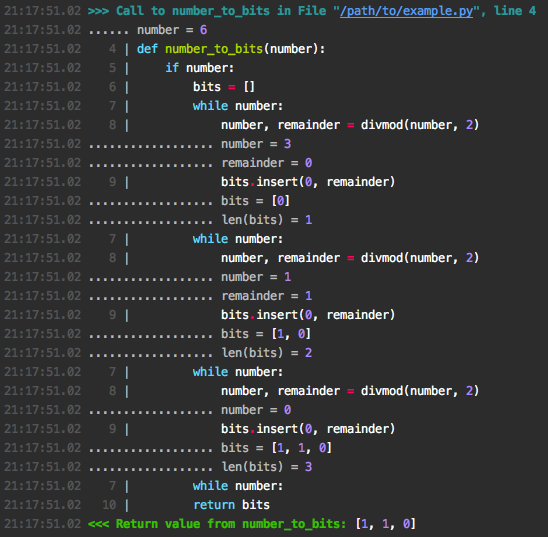 21:17:51.02 >>> Call to number_to_bits in File "/path/to/example.py", line 4
21:17:51.02 ...... number = 6
21:17:51.02    4 | def number_to_bits(number):
21:17:51.02    5 |     if number:
21:17:51.02    6 |         bits = []
21:17:51.02    7 |         while number:
21:17:51.02    8 |             number, remainder = divmod(number, 2)
21:17:51.02 .................. number = 3
21:17:51.02 .................. remainder = 0
21:17:51.02    9 |             bits.insert(0, remainder)
21:17:51.02 .................. bits = [0]
21:17:51.02 .................. len(bits) = 1
21:17:51.02    7 |         while number:
21:17:51.02    8 |             number, remainder = divmod(number, 2)
21:17:51.02 .................. number = 1
21:17:51.02 .................. remainder = 1
21:17:51.02    9 |             bits.insert(0, remainder)
21:17:51.02 .................. bits = [1, 0]
21:17:51.02 .................. len(bits) = 2
21:17:51.02    7 |         while number:
21:17:51.02    8 |             number, remainder = divmod(number, 2)
21:17:51.02 .................. number = 0
21:17:51.02    9 |             bits.insert(0, remainder)
21:17:51.02 .................. bits = [1, 1, 0]
21:17:51.02 .................. len(bits) = 3
21:17:51.02    7 |         while number:
21:17:51.02   10 |         return bits
21:17:51.02 <<< Return value from number_to_bits: [1, 1, 0]